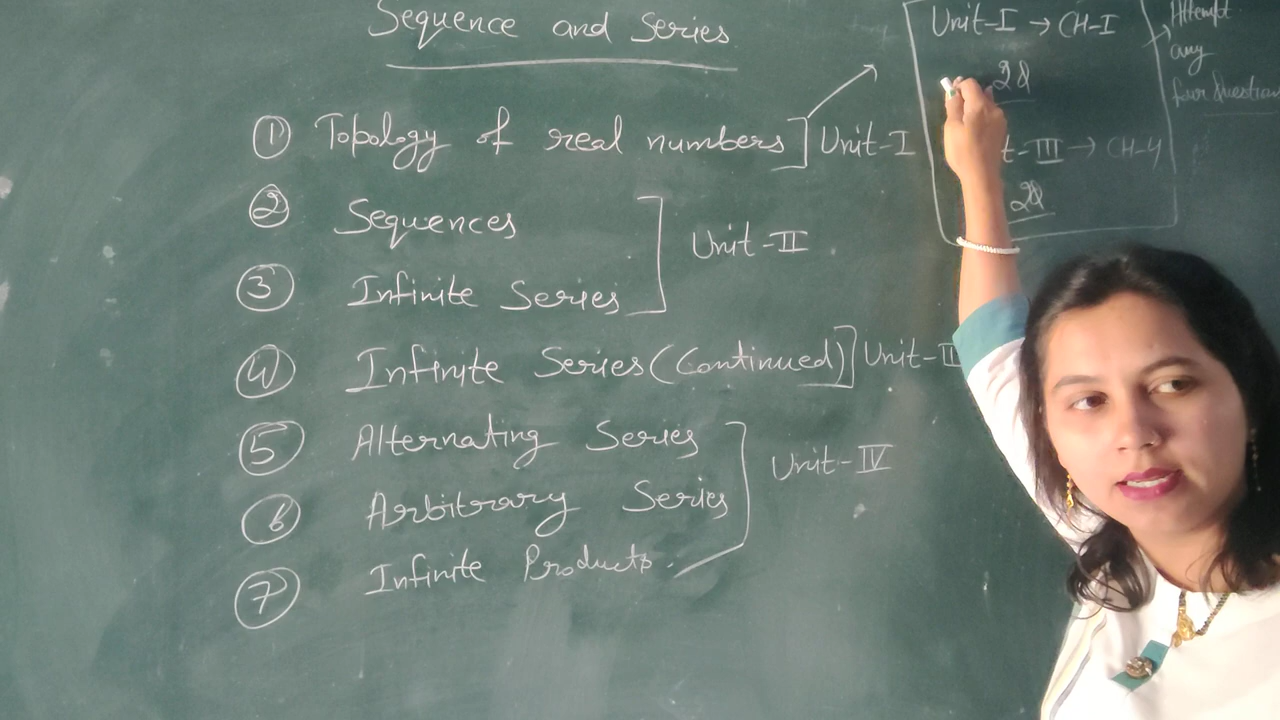 Sequence and Series
① Topology of real numbers] Unit-I
② Sequences
③ Infinite Series
Unit-II
④ Infinite Series (Continued)] Unit-II
⑤ Alternating Series
⑥ Arbitrary Series
⑦ Infinite Products.
Unit-IV
Unit-I → CH-I
2Q
t-III → CH-4
2Q
Attempt
any
four Question